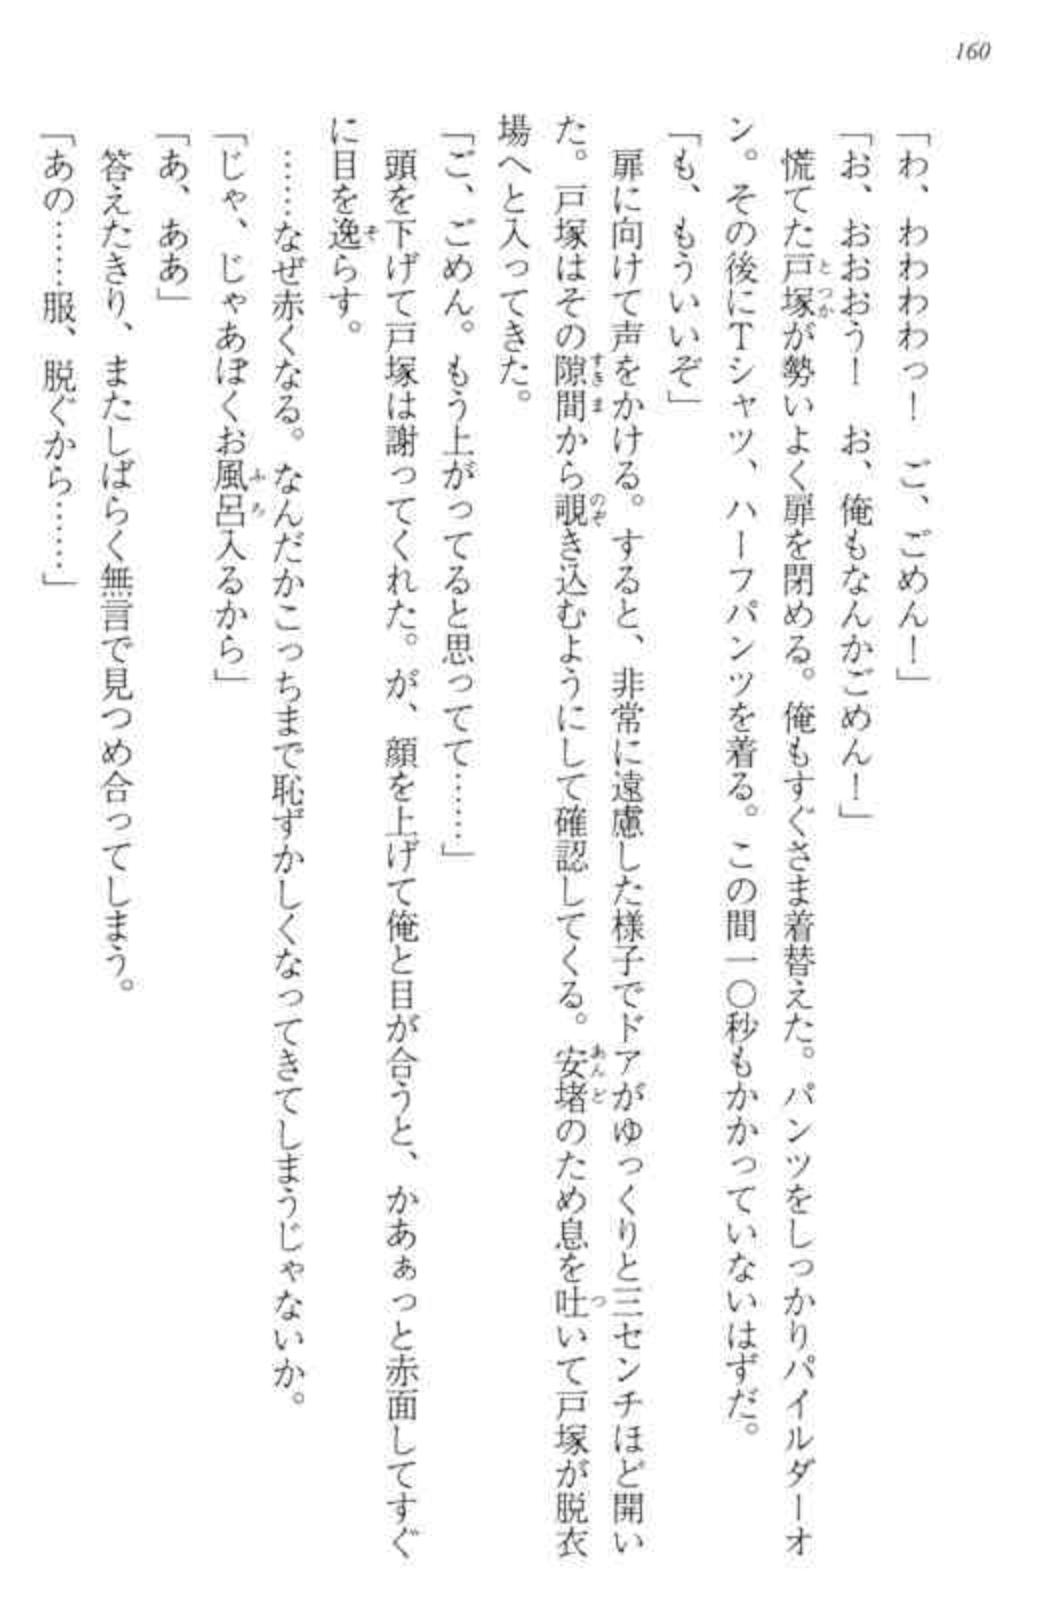 160
「わ、わわわわっ！　ご、ごめん！」
「お、おおおう！　お、俺もなんかごめん！」
　慌てた戸塚が勢いよく扉を閉める。俺もすぐさま着替えた。パンツをしっかりパイルダーオ
ン。その後にTシャツ、ハーフパンツを着る。この間一〇秒もかかっていないはずだ。
「も、もういいぞ」
　扉に向けて声をかける。すると、非常に遠慮した様子でドアがゆっくりと三センチほど開い
た。戸塚はその隙間から覗き込むようにして確認してくる。安堵のため息を吐いて戸塚が脱衣
場へと入ってきた。
「ご、ごめん。もう上がってると思ってて……」
　頭を下げて戸塚は謝ってくれた。が、顔を上げて俺と目が合うと、かあぁっと赤面してすぐ
に目を逸らす。
　……なぜ赤くなる。なんだかこっちまで恥ずかしくなってきてしまうじゃないか。
「じゃ、じゃあぼくお風呂入るから」
「あ、ああ」
　答えたきり、またしばらく無言で見つめ合ってしまう。
「あの……服、脱ぐから……」